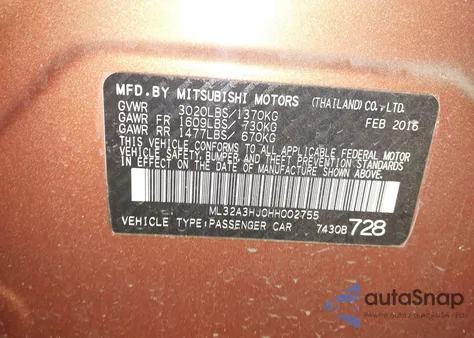 MFD.BY MITSUBISHI MOTORS (THAILAND) CO.,LTD.
GVWR 3020LBS/1370KG FEB 2016
GAWR FR 1609LBS/ 730KG
GAWR RR 1477LBS/ 670KG
THIS VEHICLE CONFORMS TO ALL APPLICABLE FEDERAL MOTOR
VEHICLE SAFETY, BUMPER, AND THEFT PREVENTION STANDARDS
IN EFFECT ON THE DATE OF MANUFACTURE SHOWN ABOVE.
ML32A3HJ0HH002755
VEHICLE TYPE:PASSENGER CAR 7430B 728
autoSnap